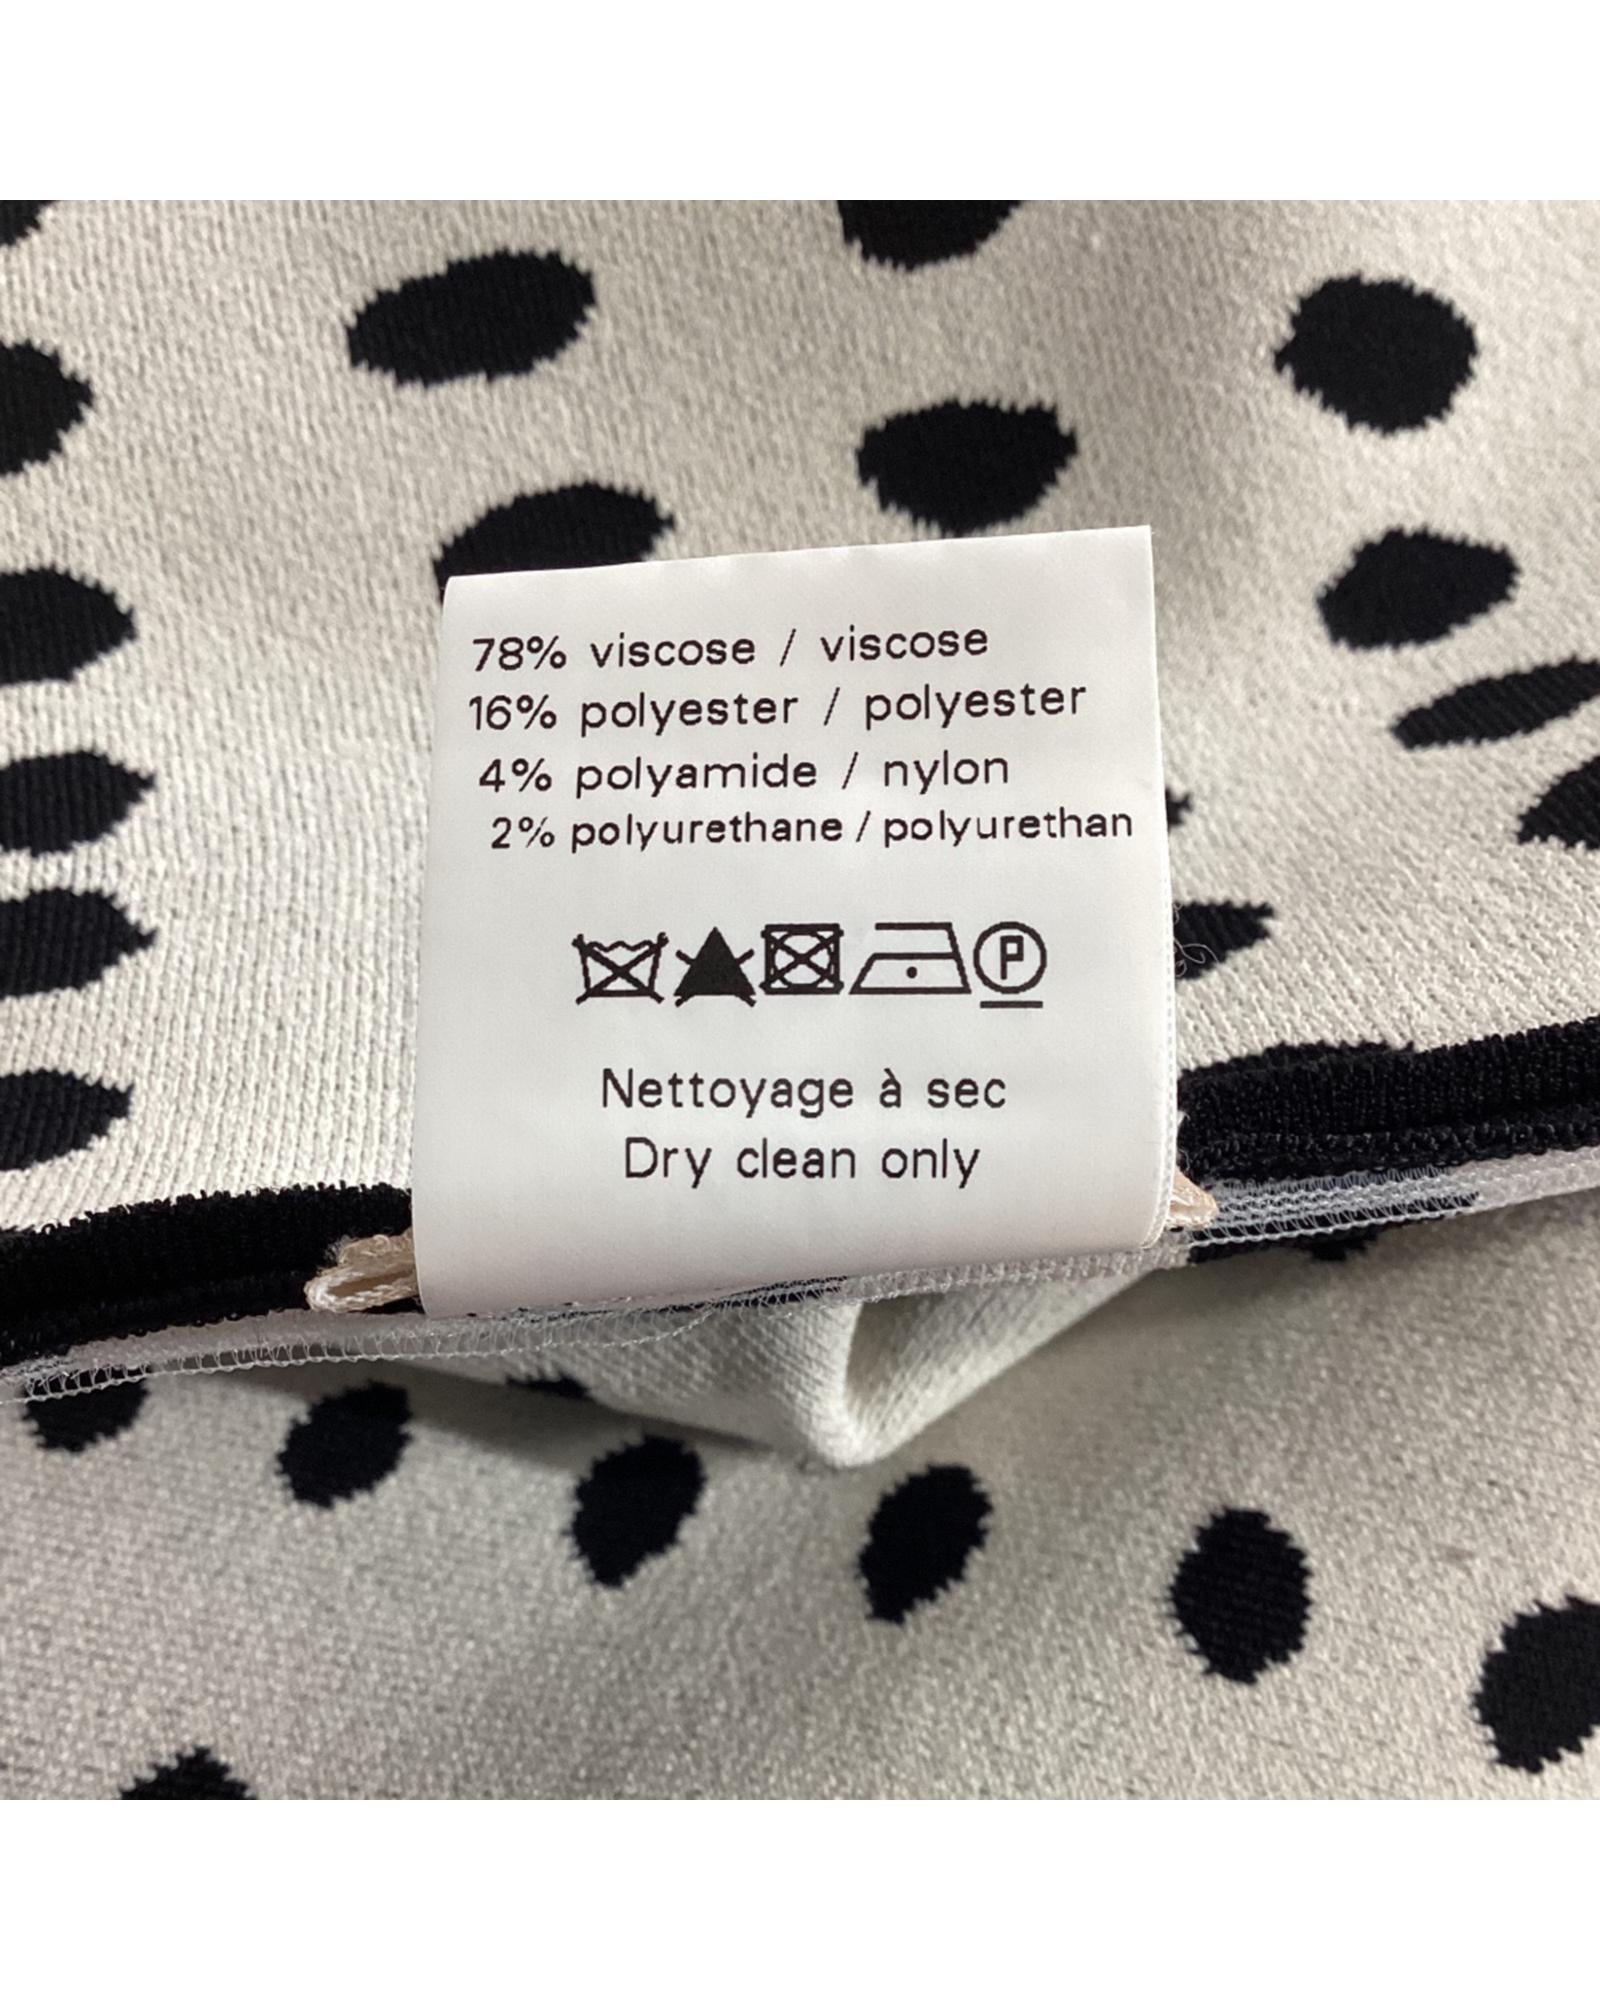 78% viscose / viscose
16% polyester / polyester
4% polyamide / nylon
2% polyurethane / polyurethan
P
Nettoyage à sec
Dry clean only